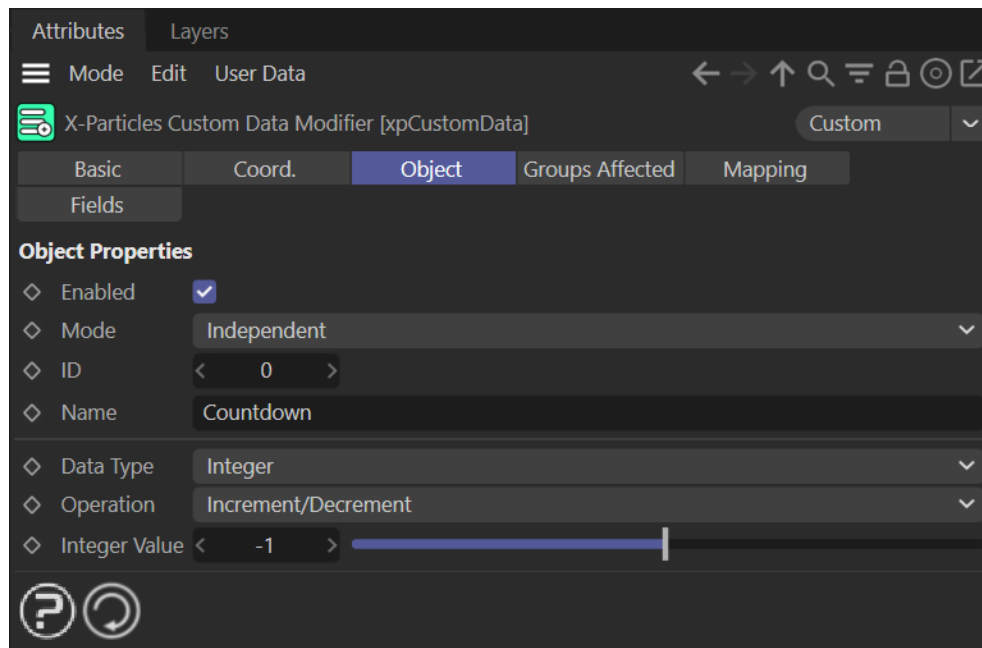 Attributes Layers
Mode Edit User Data
X-Particles Custom Data Modifier [xpCustomData] Custom
Basic Coord. Object Groups Affected Mapping
Fields
Object Properties
Enabled
Mode Independent
ID 0
Name Countdown
Data Type Integer
Operation Increment/Decrement
Integer Value -1